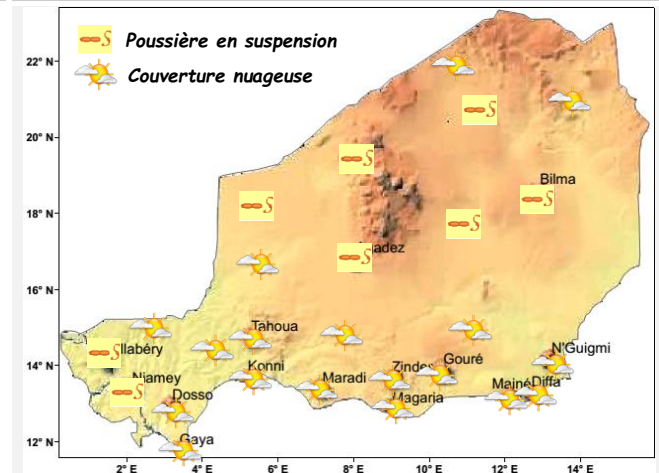 Poussière en suspension
Couverture nuageuse
22° N
20° N
18° N
16° N
14° N
12° N
Bilma
Tahoua
N'Guigmi
Konni
Gouré
Maradi
Magaria
Mainé
Diffa
Niamey
Dosso
Gaya
2° E
4° E
6° E
8° E
10° E
12° E
14° E